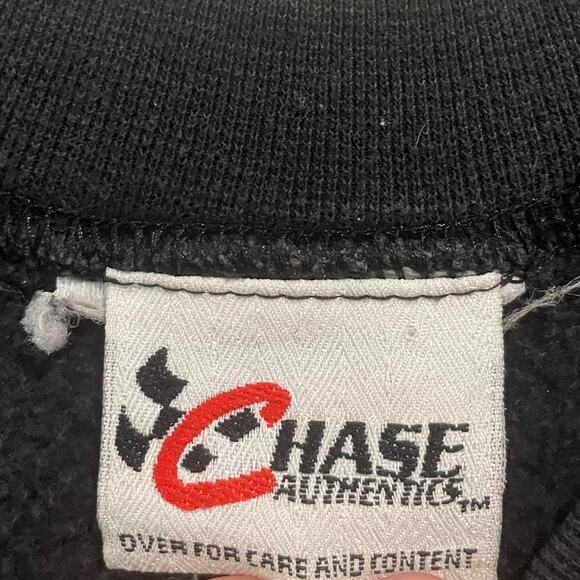 CHASE
AUTHENTICS™
OVER FOR CARE AND CONTENT